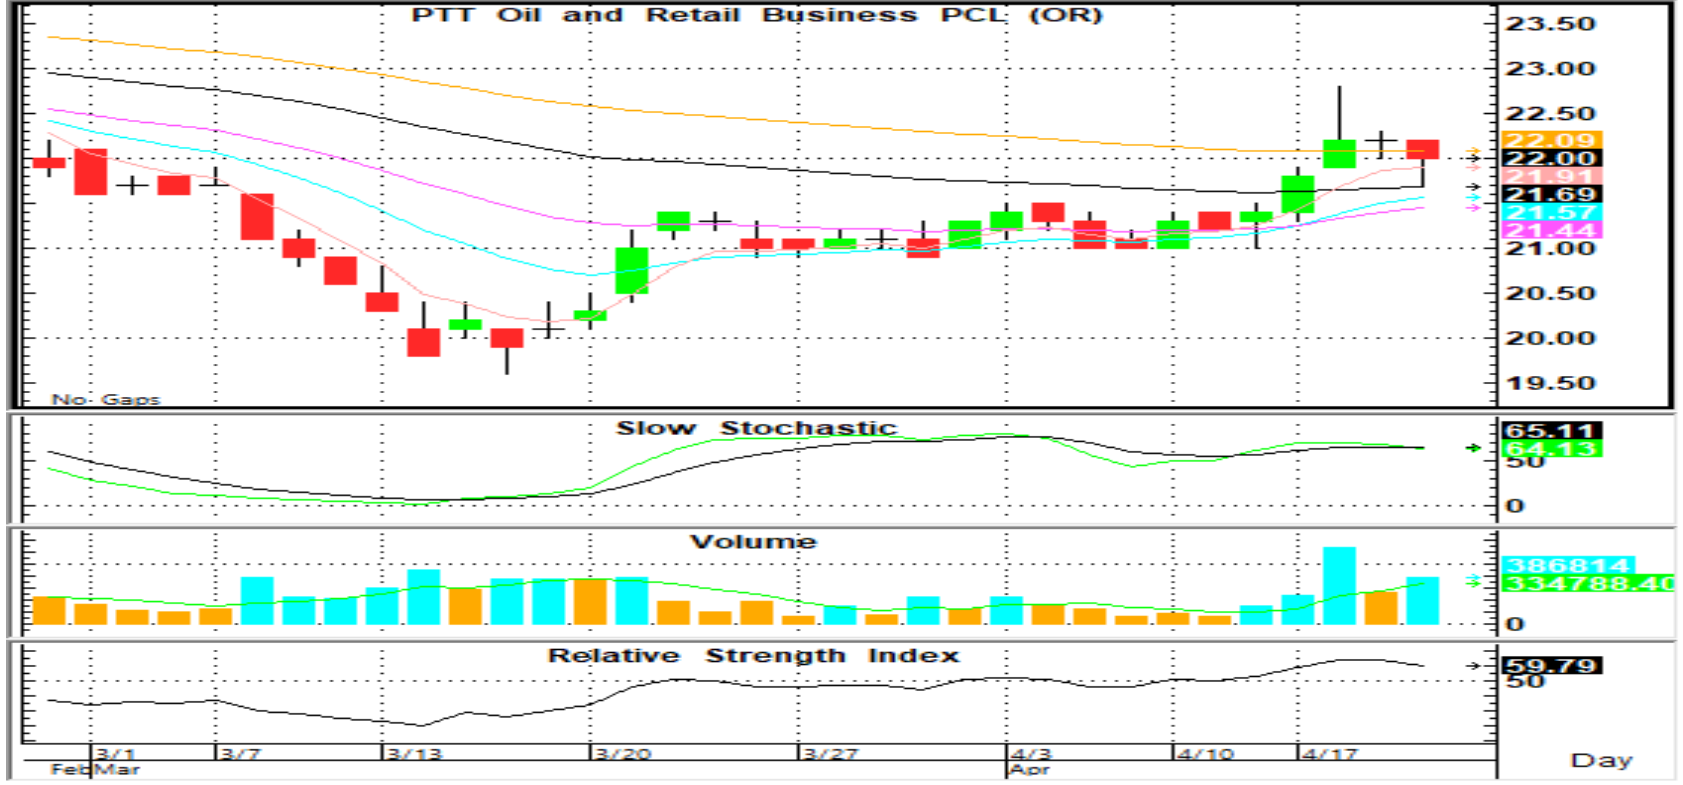 PTT Oil and Retail Business PCL (OR)
23.50
23.00
22.50
22.09
22.00
21.91
21.69
21.57
21.44
21.00
20.50
20.00
19.50
No Gaps
Slow Stochastic
65.11
64.13
50
0
Volume
386814
334788.40
0
Relative Strength Index
59.79
50
3/1 3/7 3/13 3/20 3/27 4/3 4/10 4/17
Feb Mar Apr
Day